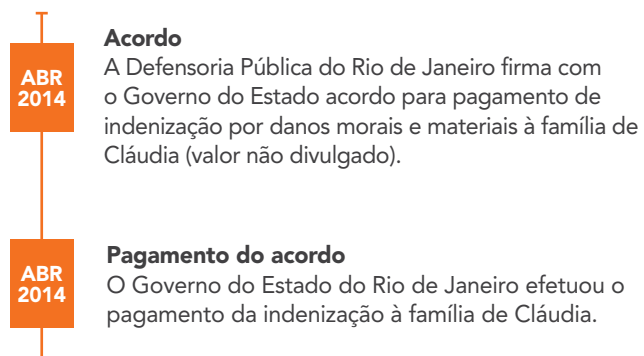 ABR
2014
Acordo
A Defensoria Pública do Rio de Janeiro firma com
o Governo do Estado acordo para pagamento de
indenização por danos morais e materiais à família de
Cláudia (valor não divulgado).
ABR
2014
Pagamento do acordo
O Governo do Estado do Rio de Janeiro efetuou o
pagamento da indenização à família de Cláudia.